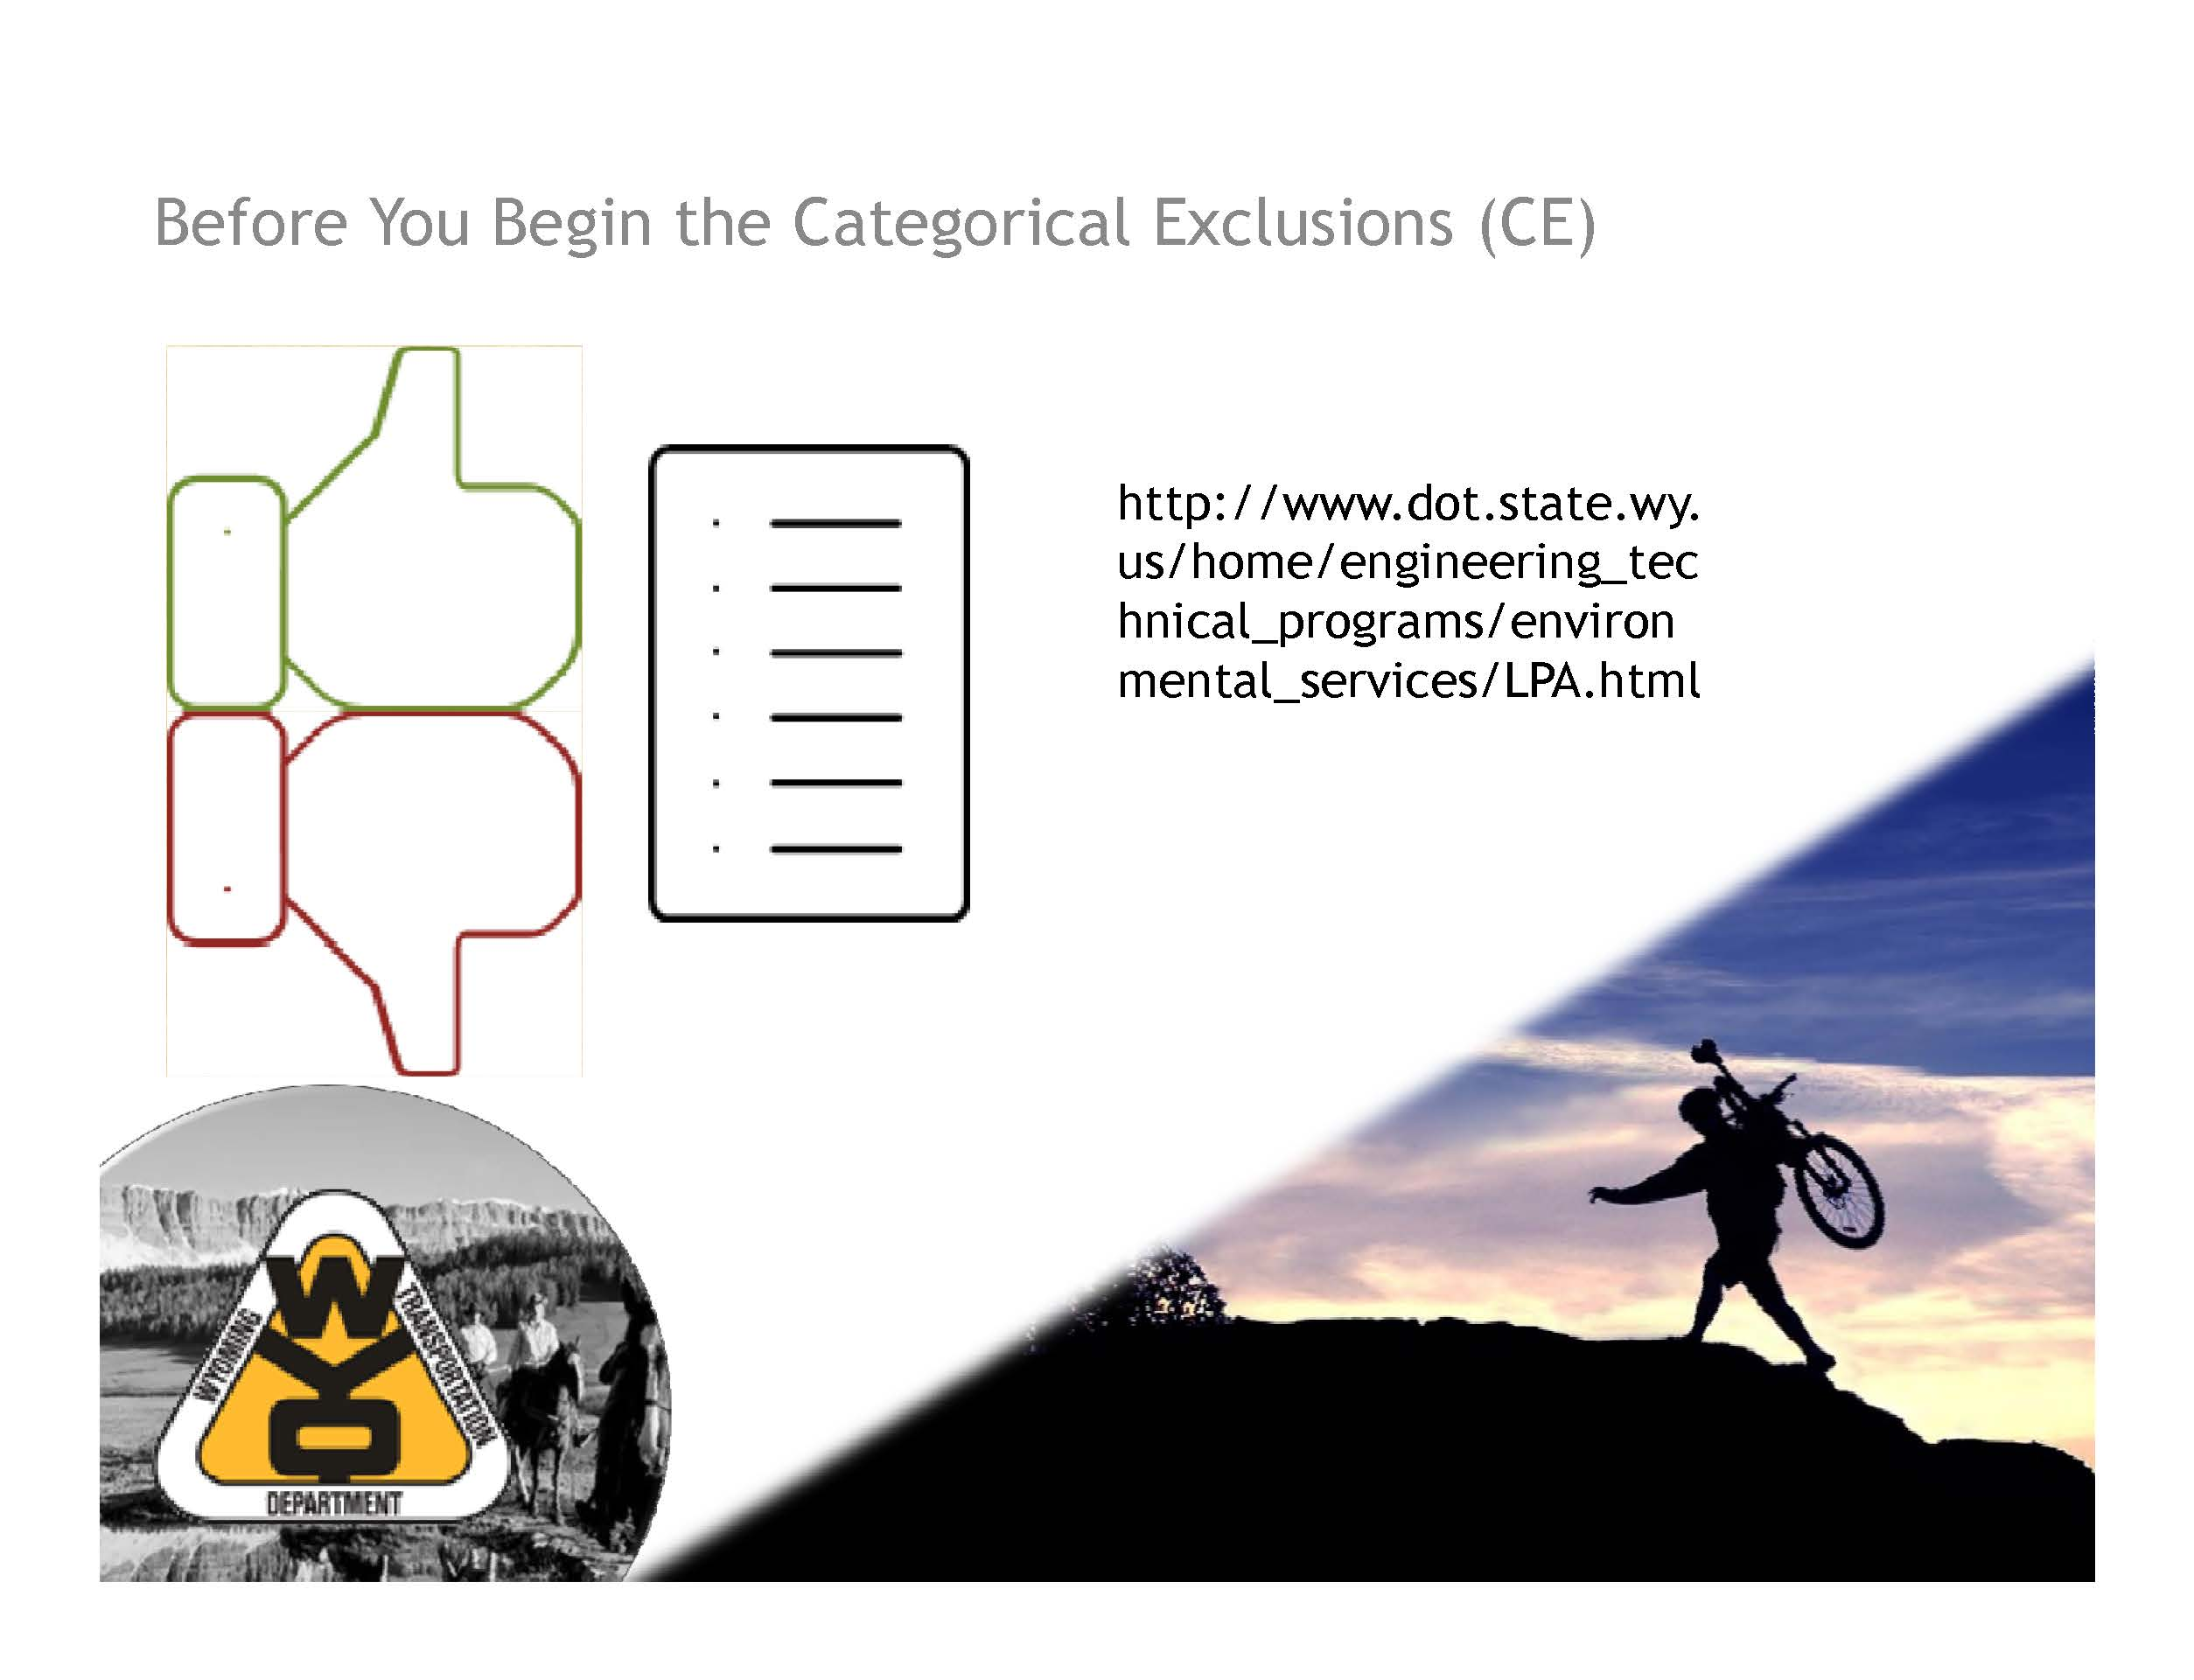 Before You Begin the Categorical Exclusions (CE)
http://www.dot.state.wy.
us/home/engineering_tec
hnical_programs/environ
mental_services/LPA.html
WYO
WYOMING
TRANSPORTATION
DEPARTMENT